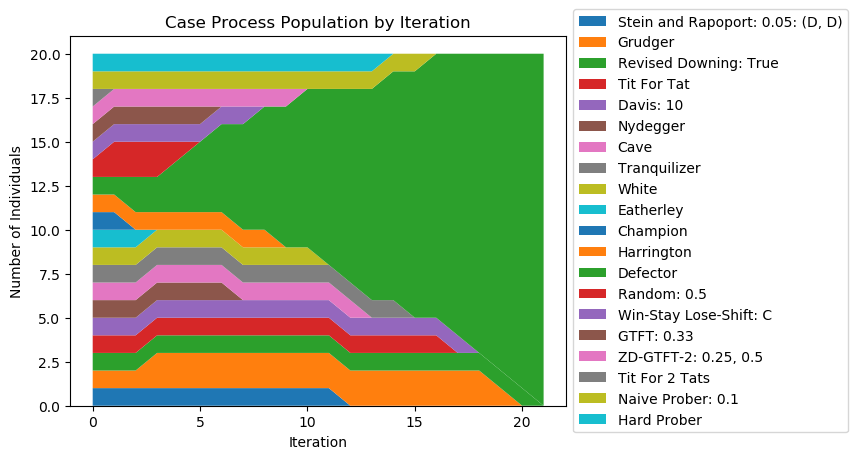 Case Process Population by Iteration
20.0
17.5
15.0
12.5
10.0
7.5
5.0
2.5
0.0
Number of Individuals
0
5
10
15
20
Iteration
Stein and Rapoport: 0.05: (D, D)
Grudger
Revised Downing: True
Tit For Tat
Davis: 10
Nydegger
Cave
Tranquilizer
White
Eatherley
Champion
Harrington
Defector
Random: 0.5
Win-Stay Lose-Shift: C
GTFT: 0.33
ZD-GTFT-2: 0.25, 0.5
Tit For 2 Tats
Naive Prober: 0.1
Hard Prober